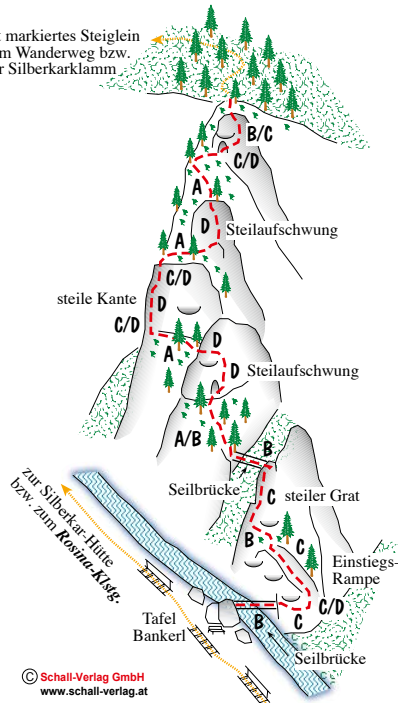 t markiertes Steiglein
m Wanderweg bzw.
r Silberkarklamm
B/C
C/D
A
D
Steilaufschwung
A
C/D
steile Kante
D
C/D
D
A
D
Steilaufschwung
A/B
B
Seilbrücke
C
steiler Grat
B
C
Einstiegs-
Rampe
C/D
C
B
Seilbrücke
zur Silberkar-Hütte
bzw. zum Rosina-Klstg.
Tafel
Bankerl
© Schall-Verlag GmbH
www.schall-verlag.at